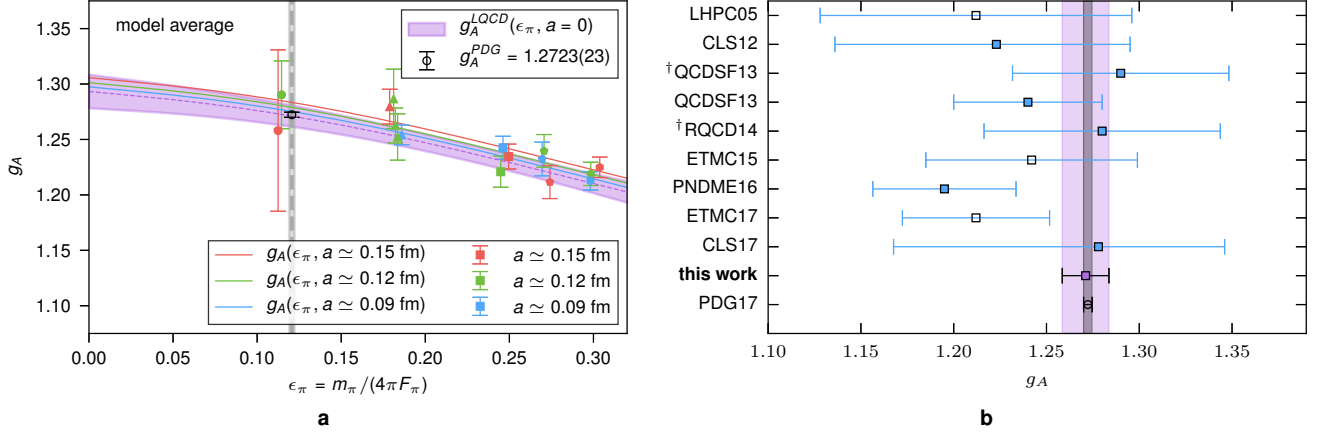 model average
g_A^{LQCD}(ϵ_π, a = 0)
g_A^{PDG} = 1.2723(23)
g_A
1.35
1.30
1.25
1.20
1.15
1.10
g_A(ϵ_π, a ≃ 0.15 fm) a ≃ 0.15 fm
g_A(ϵ_π, a ≃ 0.12 fm) a ≃ 0.12 fm
g_A(ϵ_π, a ≃ 0.09 fm) a ≃ 0.09 fm
0.00 0.05 0.10 0.15 0.20 0.25 0.30
ϵ_π = m_π/(4πF_π)
a
LHPC05
CLS12
†QCDSF13
QCDSF13
†RQCD14
ETMC15
PNDME16
ETMC17
CLS17
this work
PDG17
1.10 1.15 1.20 1.25 1.30 1.35
g_A
b